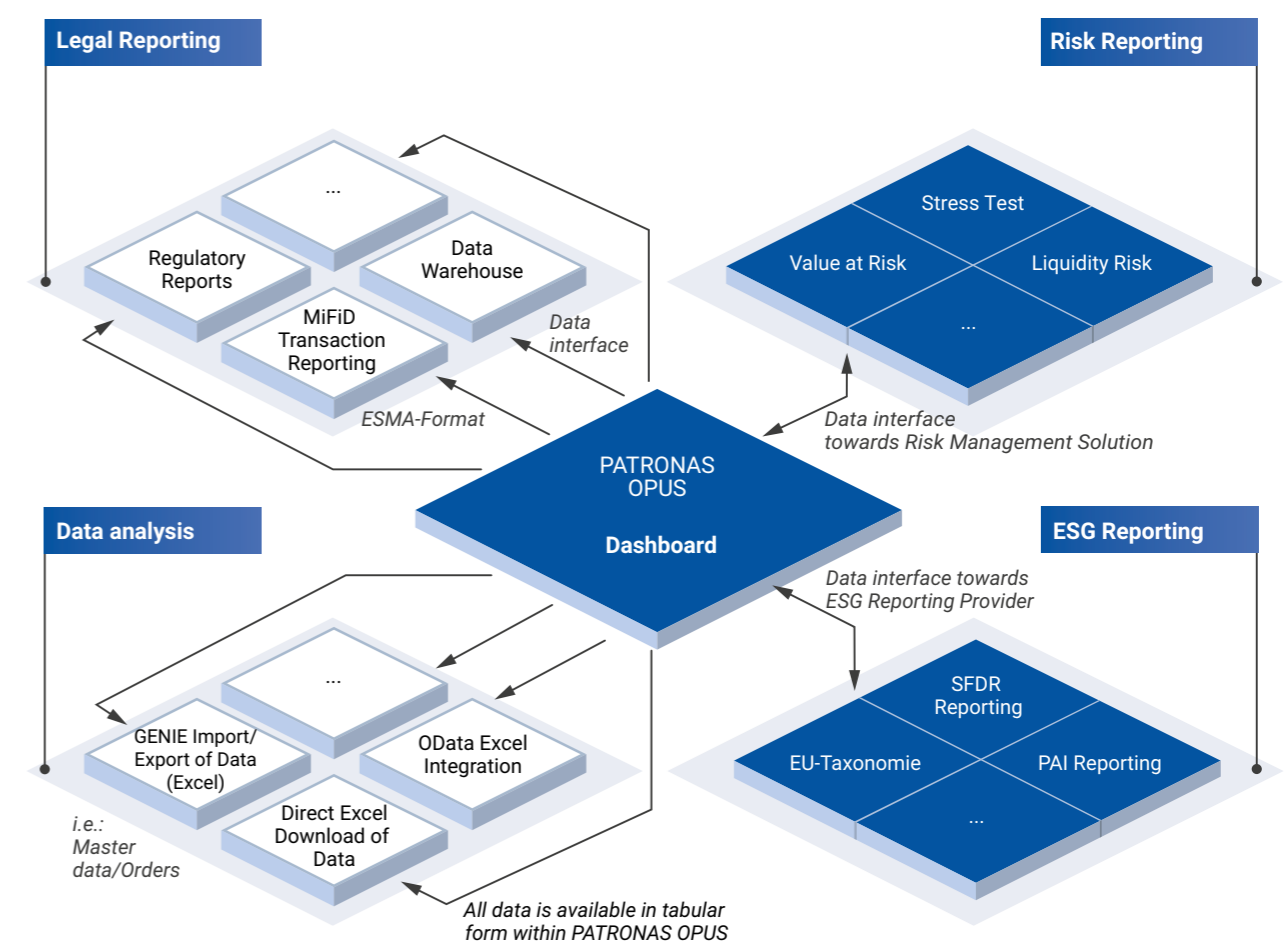 Legal Reporting
Risk Reporting
...
Regulatory
Reports
Data
Warehouse
MiFiD
Transaction
Reporting
Data
interface
ESMA-Format
Stress Test
Value at Risk
Liquidity Risk
...
Data interface
towards Risk Management Solution
PATRONAS
OPUS
Dashboard
Data analysis
ESG Reporting
Data interface towards
ESG Reporting Provider
...
GENIE Import/
Export of Data
(Excel)
OData Excel
Integration
Direct Excel
Download of
Data
i.e.:
Master
data/Orders
All data is available in tabular
form within PATRONAS OPUS
SFDR
Reporting
EU-Taxonomie
PAI Reporting
...